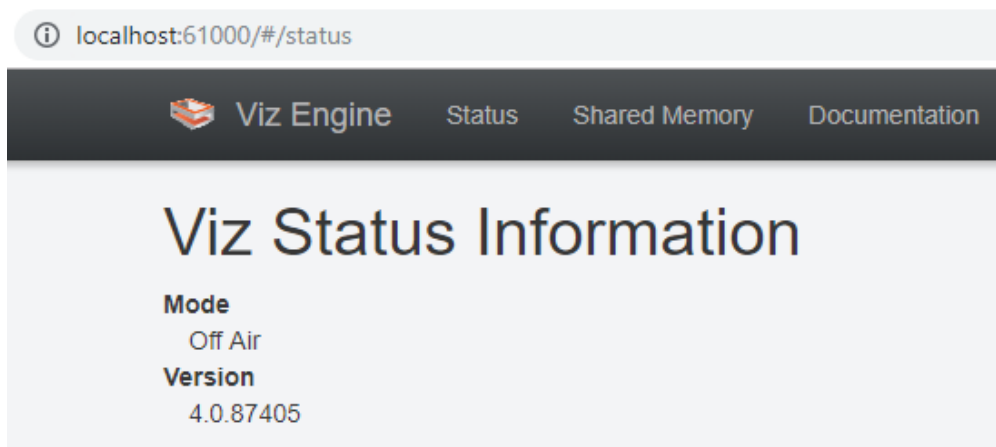 localhost:61000/#/status
Viz Engine Status Shared Memory Documentation
Viz Status Information
Mode
Off Air
Version
4.0.87405